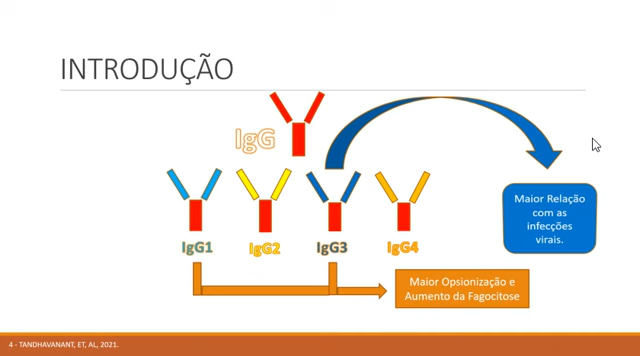 INTRODUÇÃO
IgG
IgG1
IgG2
IgG3
IgG4
Maior Relação
com as
infecções
virais.
Maior Opsionização e
Aumento da Fagocitose
4 - TANDHAVANANT, ET, AL, 2021.